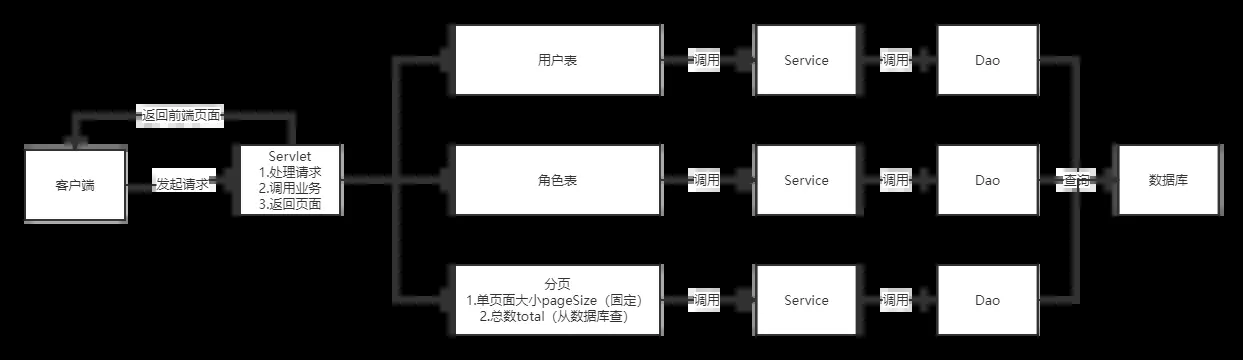 用户表
调用
Service
调用
Dao
返回前端页面
客户端
发起请求
Servlet
1.处理请求
2.调用业务
3.返回页面
角色表
调用
Service
调用
Dao
查询
数据库
分页
1.单页面大小pageSize（固定）
2.总数total（从数据库查）
调用
Service
调用
Dao